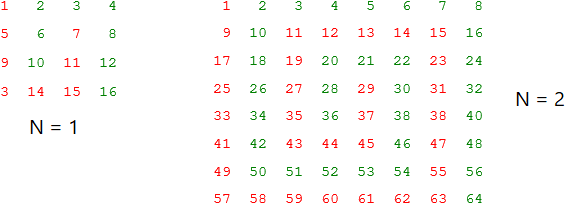 1 2 3 4
5 6 7 8
9 10 11 12
3 14 15 16
N = 1
1 2 3 4 5 6 7 8
9 10 11 12 13 14 15 16
17 18 19 20 21 22 23 24
25 26 27 28 29 30 31 32
33 34 35 36 37 38 38 40
41 42 43 44 45 46 47 48
49 50 51 52 53 54 55 56
57 58 59 60 61 62 63 64
N = 2